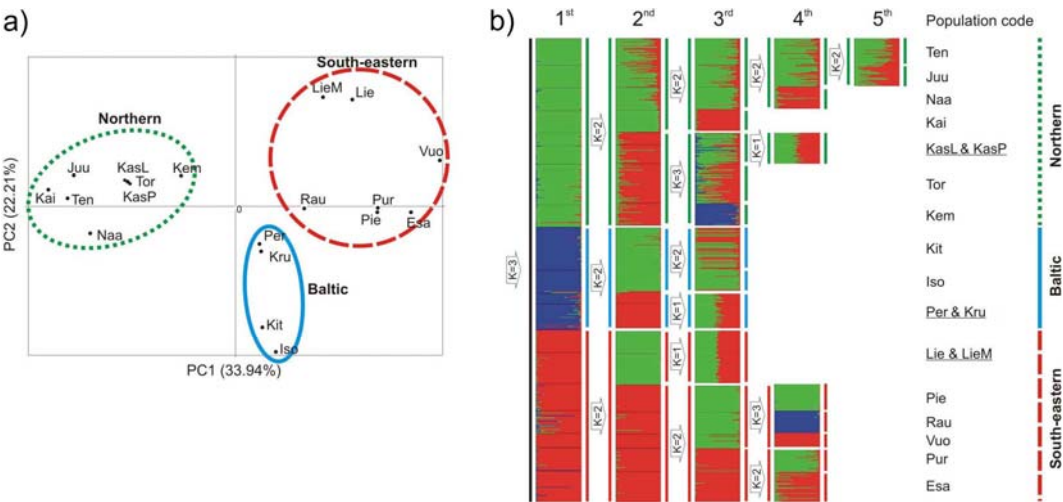 a)
South-eastern
LieM
Lie
Northern
Juu
KasL
Kem
Vuo
Kai
Ten
Tor
KasP
Naa
Rau
Pur
Pie
Esa
0
Per
Kru
Baltic
Kit
Iso
PC2 (22.21%)
PC1 (33.94%)
b)
1st 2nd 3rd 4th 5th Population code
Ten
Juu
Naa
Kai
KasL & KasP
Tor
Kem
Kit
Iso
Per & Kru
Lie & LieM
Pie
Rau
Vuo
Pur
Esa
Northern
Baltic
South-eastern
K=3
K=2
K=2
K=2
K=2
K=3
K=2
K=1
K=2
K=1
K=2
K=2
K=1
K=2
K=3
K=2